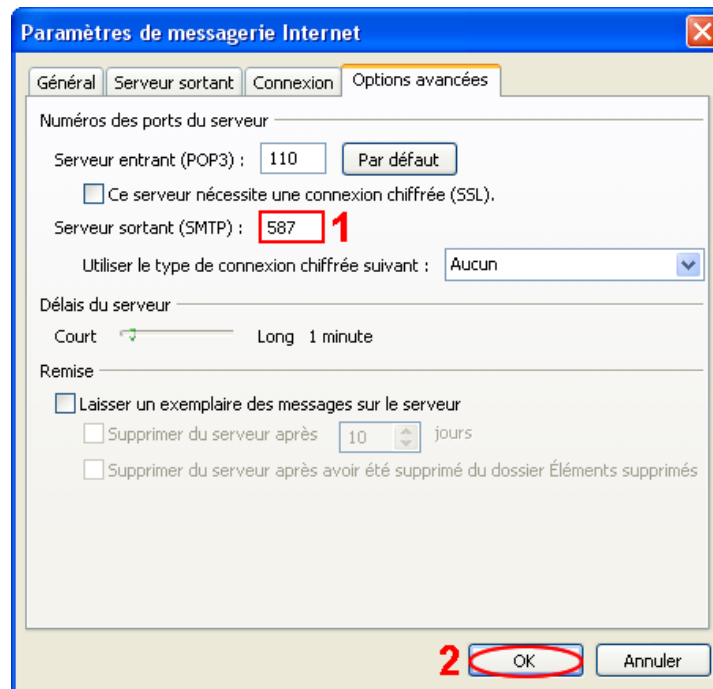 Paramètres de messagerie Internet
Général Serveur sortant Connexion Options avancées
Numéros des ports du serveur
Serveur entrant (POP3) : 110 Par défaut
Ce serveur nécessite une connexion chiffrée (SSL).
Serveur sortant (SMTP) : 587 1
Utiliser le type de connexion chiffrée suivant : Aucun
Délais du serveur
Court Long 1 minute
Remise
Laisser un exemplaire des messages sur le serveur
Supprimer du serveur après 10 jours
Supprimer du serveur après avoir été supprimé du dossier Éléments supprimés
2 OK Annuler